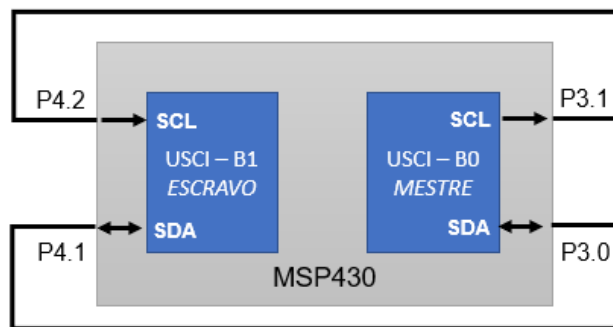 P4.2
SCL
USCI – B1
ESCRAVO
SDA
P4.1
SCL
P3.1
USCI – B0
MESTRE
SDA
P3.0
MSP430